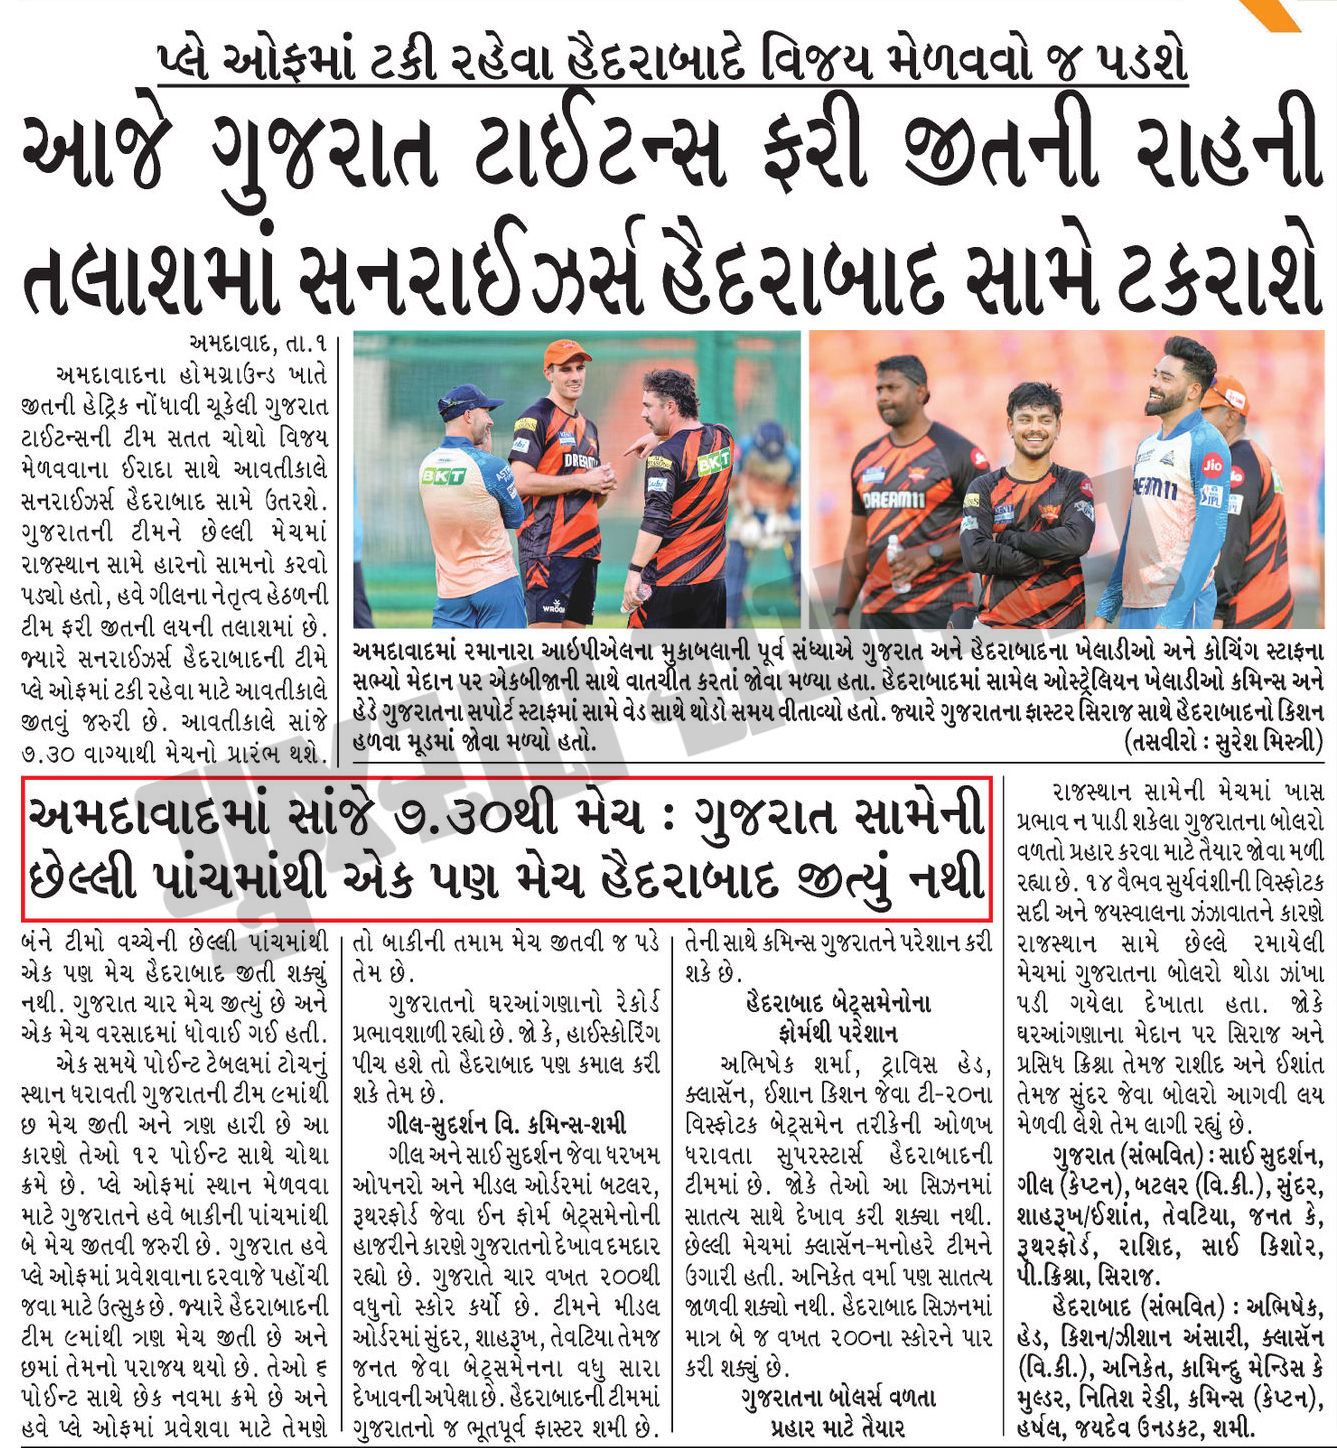 પ્લે ઓફમાં ટકી રહેવા હૈદરાબાદે વિજય મેળવવો જ પડશે
આજે ગુજરાત ટાઈટન્સ ફરી જીતની રાહની
તલાશમાં સનરાઈઝર્સ હૈદરાબાદ સામે ટકરાશે
અમદાવાદ, તા.૧
અમદાવાદના હોમગ્રાઉન્ડ ખાતે
જીતની હેટ્રિક નોંધાવી ચૂકેલી ગુજરાત
ટાઈટન્સની ટીમ સતત ચોથો વિજય
મેળવવાના ઈરાદા સાથે આવતીકાલે
સનરાઈઝર્સ હૈદરાબાદ સામે ઉતરશે.
ગુજરાતની ટીમને છેલ્લી મેચમાં
રાજસ્થાન સામે હારનો સામનો કરવો
પડ્યો હતો, હવે ગીલના નેતૃત્વ હેઠળની
ટીમ ફરી જીતની લયની તલાશમાં છે.
જ્યારે સનરાઈઝર્સ હૈદરાબાદની ટીમે
પ્લે ઓફમાં ટકી રહેવા માટે આવતીકાલે
જીતવું જરુરી છે. આવતીકાલે સાંજે
૭.૩૦ વાગ્યાથી મેચનો પ્રારંભ થશે.
BKT
DREAM
BKT
DREAM11
Jio
DREAM11
Jio
IPL
અમદાવાદમાં રમાનારા આઇપીએલના મુકાબલાની પૂર્વ સંધ્યાએ ગુજરાત અને હૈદરાબાદના ખેલાડીઓ અને કોચિંગ સ્ટાફના
સભ્યો મેદાન પર એકબીજાની સાથે વાતચીત કરતાં જોવા મળ્યા હતા. હૈદરાબાદમાં સામેલ ઓસ્ટ્રેલિયન ખેલાડીઓ કમિન્સ અને
હેડે ગુજરાતના સપોર્ટ સ્ટાફમાં સામે વેડ સાથે થોડો સમય વીતાવ્યો હતો. જ્યારે ગુજરાતના ફાસ્ટર સિરાજ સાથે હૈદરાબાદનો કિશન
હળવા મૂડમાં જોવા મળ્યો હતો. (તસવીરો : સુરેશ મિસ્ત્રી)
અમદાવાદમાં સાંજે ૭.૩૦થી મેચ : ગુજરાત સામેની
છેલ્લી પાંચમાંથી એક પણ મેચ હૈદરાબાદ જીત્યું નથી
બંને ટીમો વચ્ચેની છેલ્લી પાંચમાંથી
એક પણ મેચ હૈદરાબાદ જીતી શક્યું
નથી. ગુજરાત ચાર મેચ જીત્યું છે અને
એક મેચ વરસાદમાં ધોવાઈ ગઈ હતી.
એક સમયે પોઈન્ટ ટેબલમાં ટોચનું
સ્થાન ધરાવતી ગુજરાતની ટીમ ૯માંથી
છ મેચ જીતી અને ત્રણ હારી છે આ
કારણે તેઓ ૧૨ પોઈન્ટ સાથે ચોથા
ક્રમે છે. પ્લે ઓફમાં સ્થાન મેળવવા
માટે ગુજરાતને હવે બાકીની પાંચમાંથી
બે મેચ જીતવી જરુરી છે. ગુજરાત હવે
પ્લે ઓફમાં પ્રવેશવાના દરવાજે પહોંચી
જવા માટે ઉત્સુક છે. જ્યારે હૈદરાબાદની
ટીમ ૯માંથી ત્રણ મેચ જીતી છે અને
છમાં તેમનો પરાજય થયો છે. તેઓ ૬
પોઈન્ટ સાથે છેક નવમા ક્રમે છે અને
હવે પ્લે ઓફમાં પ્રવેશવા માટે તેમણે
તો બાકીની તમામ મેચ જીતવી જ પડે
તેમ છે.
ગુજરાતનો ઘરઆંગણાનો રેકોર્ડ
પ્રભાવશાળી રહ્યો છે. જો કે, હાઈસ્કોરિંગ
પીચ હશે તો હૈદરાબાદ પણ કમાલ કરી
શકે તેમ છે.
ગીલ-સુદર્શન વિ. કમિન્સ-શમી
ગીલ અને સાઈ સુદર્શન જેવા ધરખમ
ઓપનરો અને મીડલ ઓર્ડરમાં બટલર,
રૂથરફોર્ડ જેવા ઈન ફોર્મ બેટ્સમેનોની
હાજરીને કારણે ગુજરાતનો દેખાવ દમદાર
રહ્યો છે. ગુજરાતે ચાર વખત ૨૦૦થી
વધુનો સ્કોર કર્યો છે. ટીમને મીડલ
ઓર્ડરમાં સુંદર, શાહરૂખ, તેવટિયા તેમજ
જનત જેવા બેટ્સમેનના વધુ સારા
દેખાવની અપેક્ષા છે. હૈદરાબાદની ટીમમાં
ગુજરાતનો જ ભૂતપૂર્વ ફાસ્ટર શમી છે.
તેની સાથે કમિન્સ ગુજરાતને પરેશાન કરી
શકે છે.
હૈદરાબાદ બેટ્સમેનોના
ફોર્મથી પરેશાન
અભિષેક શર્મા, ટ્રાવિસ હેડ,
ક્લાસૅન, ઈશાન કિશન જેવા ટી-૨૦ના
વિસ્ફોટક બેટ્સમેન તરીકેની ઓળખ
ધરાવતા સુપરસ્ટાર્સ હૈદરાબાદની
ટીમમાં છે. જોકે તેઓ આ સિઝનમાં
સાતત્ય સાથે દેખાવ કરી શક્યા નથી.
છેલ્લી મેચમાં ક્લાસૅન-મનોહરે ટીમને
ઉગારી હતી. અનિકેત વર્મા પણ સાતત્ય
જાળવી શક્યો નથી. હૈદરાબાદ સિઝનમાં
માત્ર બે જ વખત ૨૦૦ના સ્કોરને પાર
કરી શક્યું છે.
ગુજરાતના બોલર્સ વળતા
પ્રહાર માટે તૈયાર
રાજસ્થાન સામેની મેચમાં ખાસ
પ્રભાવ ન પાડી શકેલા ગુજરાતના બોલરો
વળતો પ્રહાર કરવા માટે તૈયાર જોવા મળી
રહ્યા છે. ૧૪ વૈભવ સુર્યવંશીની વિસ્ફોટક
સદી અને જયસ્વાલના ઝંઝાવાતને કારણે
રાજસ્થાન સામે છેલ્લે રમાયેલી
મેચમાં ગુજરાતના બોલરો થોડા ઝાંખા
પડી ગયેલા દેખાતા હતા. જોકે
ઘરઆંગણાના મેદાન પર સિરાજ અને
પ્રસિધ ક્રિશ્ના તેમજ રાશીદ અને ઈશાંત
તેમજ સુંદર જેવા બોલરો આગવી લય
મેળવી લેશે તેમ લાગી રહ્યું છે.
ગુજરાત (સંભવિત) : સાઈ સુદર્શન,
ગીલ (કેપ્ટન), બટલર (વિ.કી.), સુંદર,
શાહરૂખ/ઈશાંત, તેવટિયા, જનત કે,
રૂથરફોર્ડ, રાશિદ, સાઈ કિશોર,
પી.ક્રિશ્ના, સિરાજ.
હૈદરાબાદ (સંભવિત) : અભિષેક,
હેડ, કિશન/ઝીશાન અંસારી, ક્લાસૅન
(વિ.કી.), અનિકેત, કામિન્દુ મેન્ડિસ કે
મુલ્ડર, નિતિશ રેડ્ડી, કમિન્સ (કેપ્ટન),
હર્ષલ, જયદેવ ઉનડકટ, શમી.